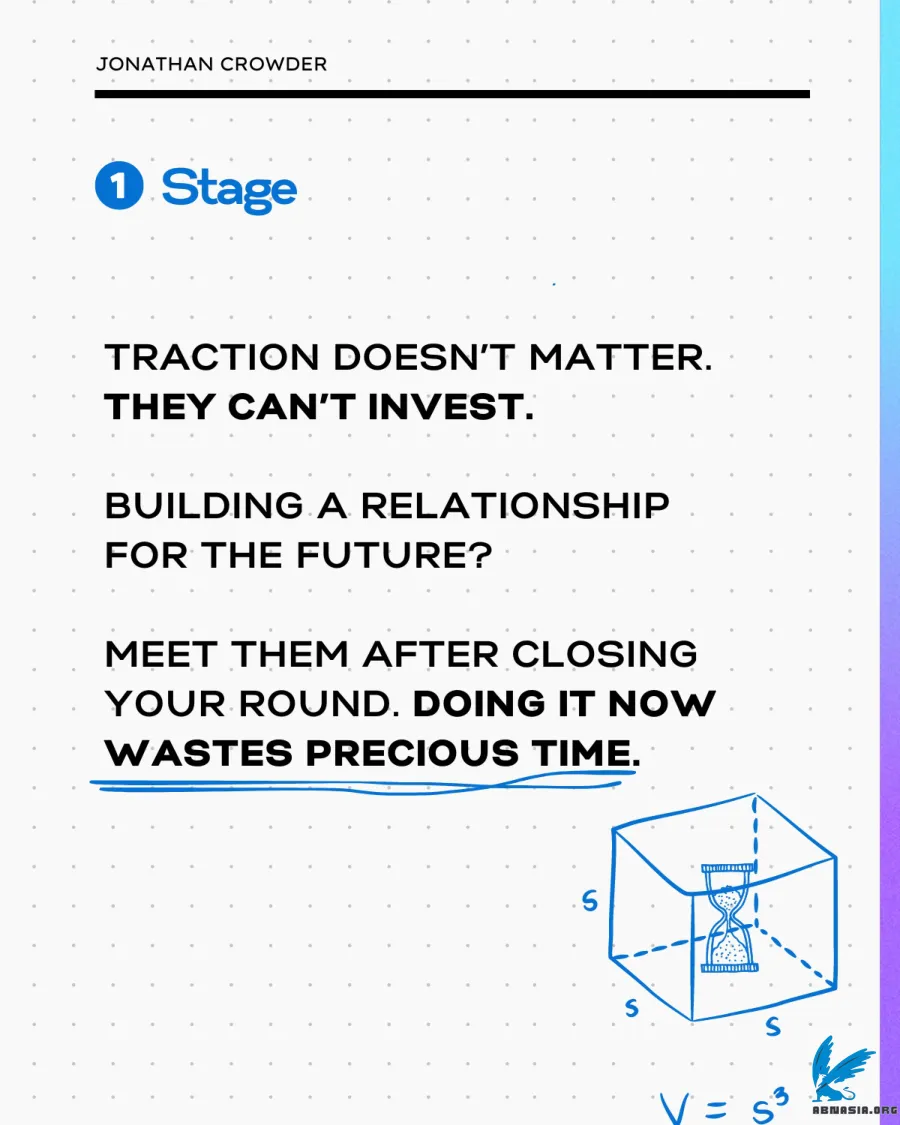 JONATHAN CROWDER
1 Stage
TRACTION DOESN'T MATTER.
THEY CAN'T INVEST.
BUILDING A RELATIONSHIP
FOR THE FUTURE?
MEET THEM AFTER CLOSING
YOUR ROUND. DOING IT NOW
WASTES PRECIOUS TIME.
S
S
S
V = S³
ABNASIA.ORG